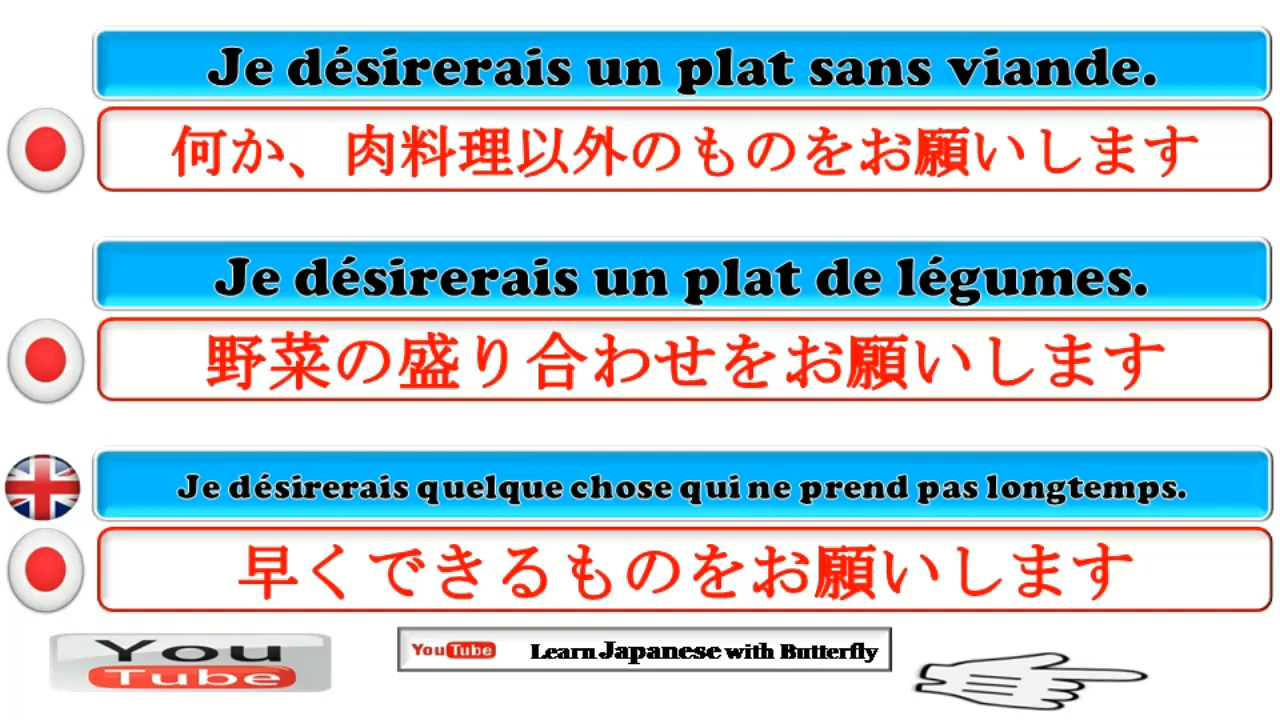 Je désirerais un plat sans viande.
何か、肉料理以外のものをお願いします
Je désirerais un plat de légumes.
野菜の盛り合わせをお願いします
Je désirerais quelque chose qui ne prend pas longtemps.
早くできるものをお願いします
You
Tube
YouTube Learn Japanese with Butterfly